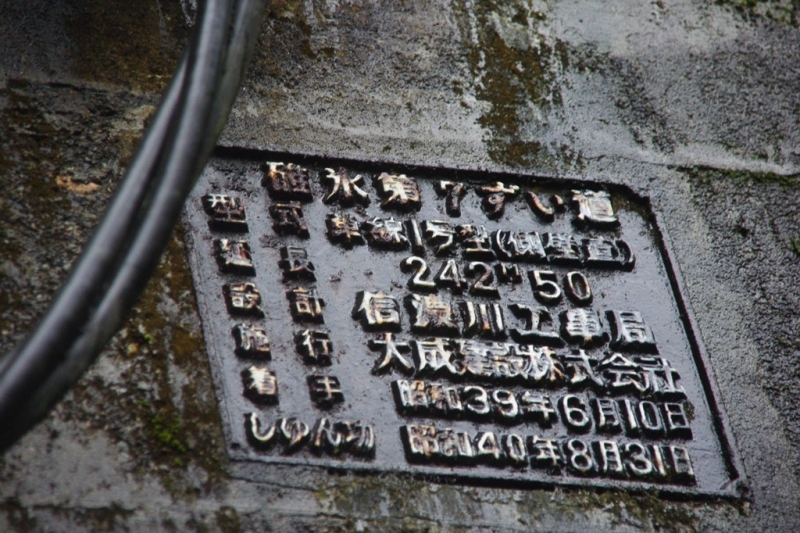 碓氷第7ずい道
型式 単線1号型(側壁直)
延長 242M50
設計 信濃川工事局
施行 大成建設株式会社
着手 昭和39年6月10日
しゅん功 昭和40年8月31日